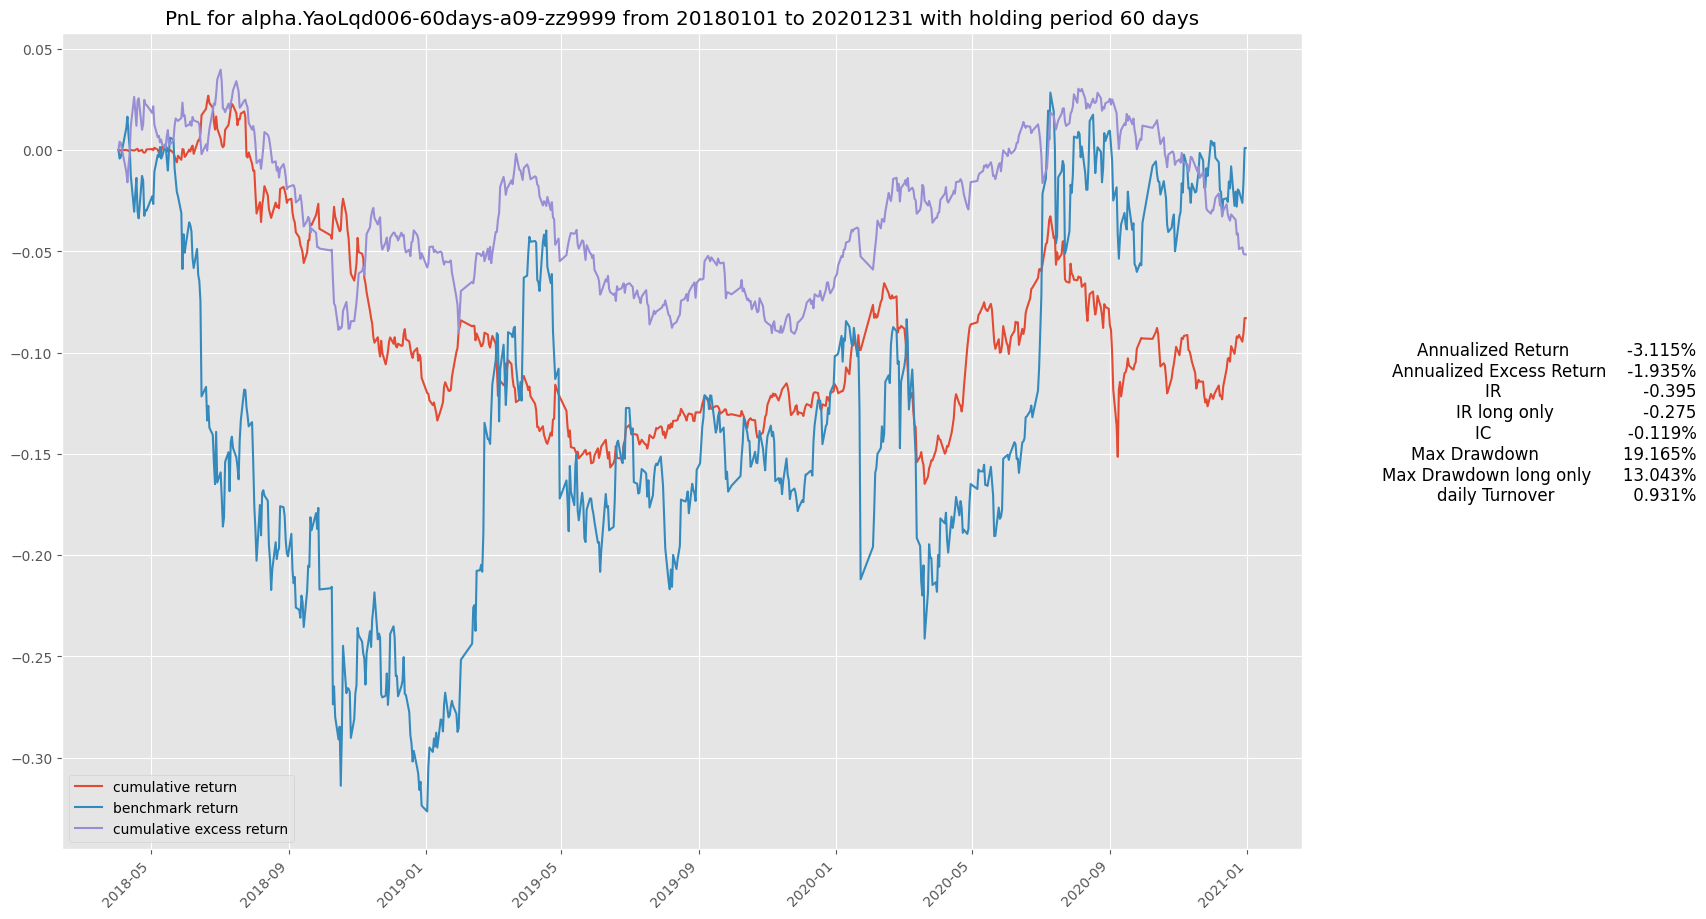 PnL for alpha.YaoLqd006-60days-a09-zz9999 from 20180101 to 20201231 with holding period 60 days
0.05
0.00
−0.05
−0.10
−0.15
−0.20
−0.25
−0.30
Annualized Return -3.115%
Annualized Excess Return -1.935%
IR -0.395
IR long only -0.275
IC -0.119%
Max Drawdown 19.165%
Max Drawdown long only 13.043%
daily Turnover 0.931%
cumulative return
benchmark return
cumulative excess return
2018-05
2018-09
2019-01
2019-05
2019-09
2020-01
2020-05
2020-09
2021-01